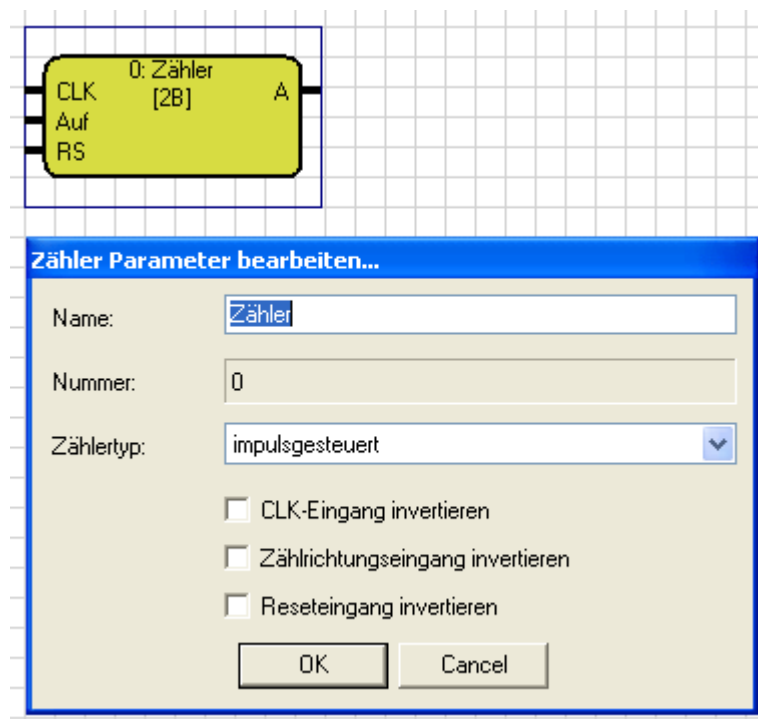 0: Zähler
CLK [2B] A
Auf
RS
Zähler Parameter bearbeiten...
Name: Zähler
Nummer: 0
Zählertyp: impulsgesteuert
CLK-Eingang invertieren
Zählrichtungseingang invertieren
Reseteingang invertieren
OK Cancel